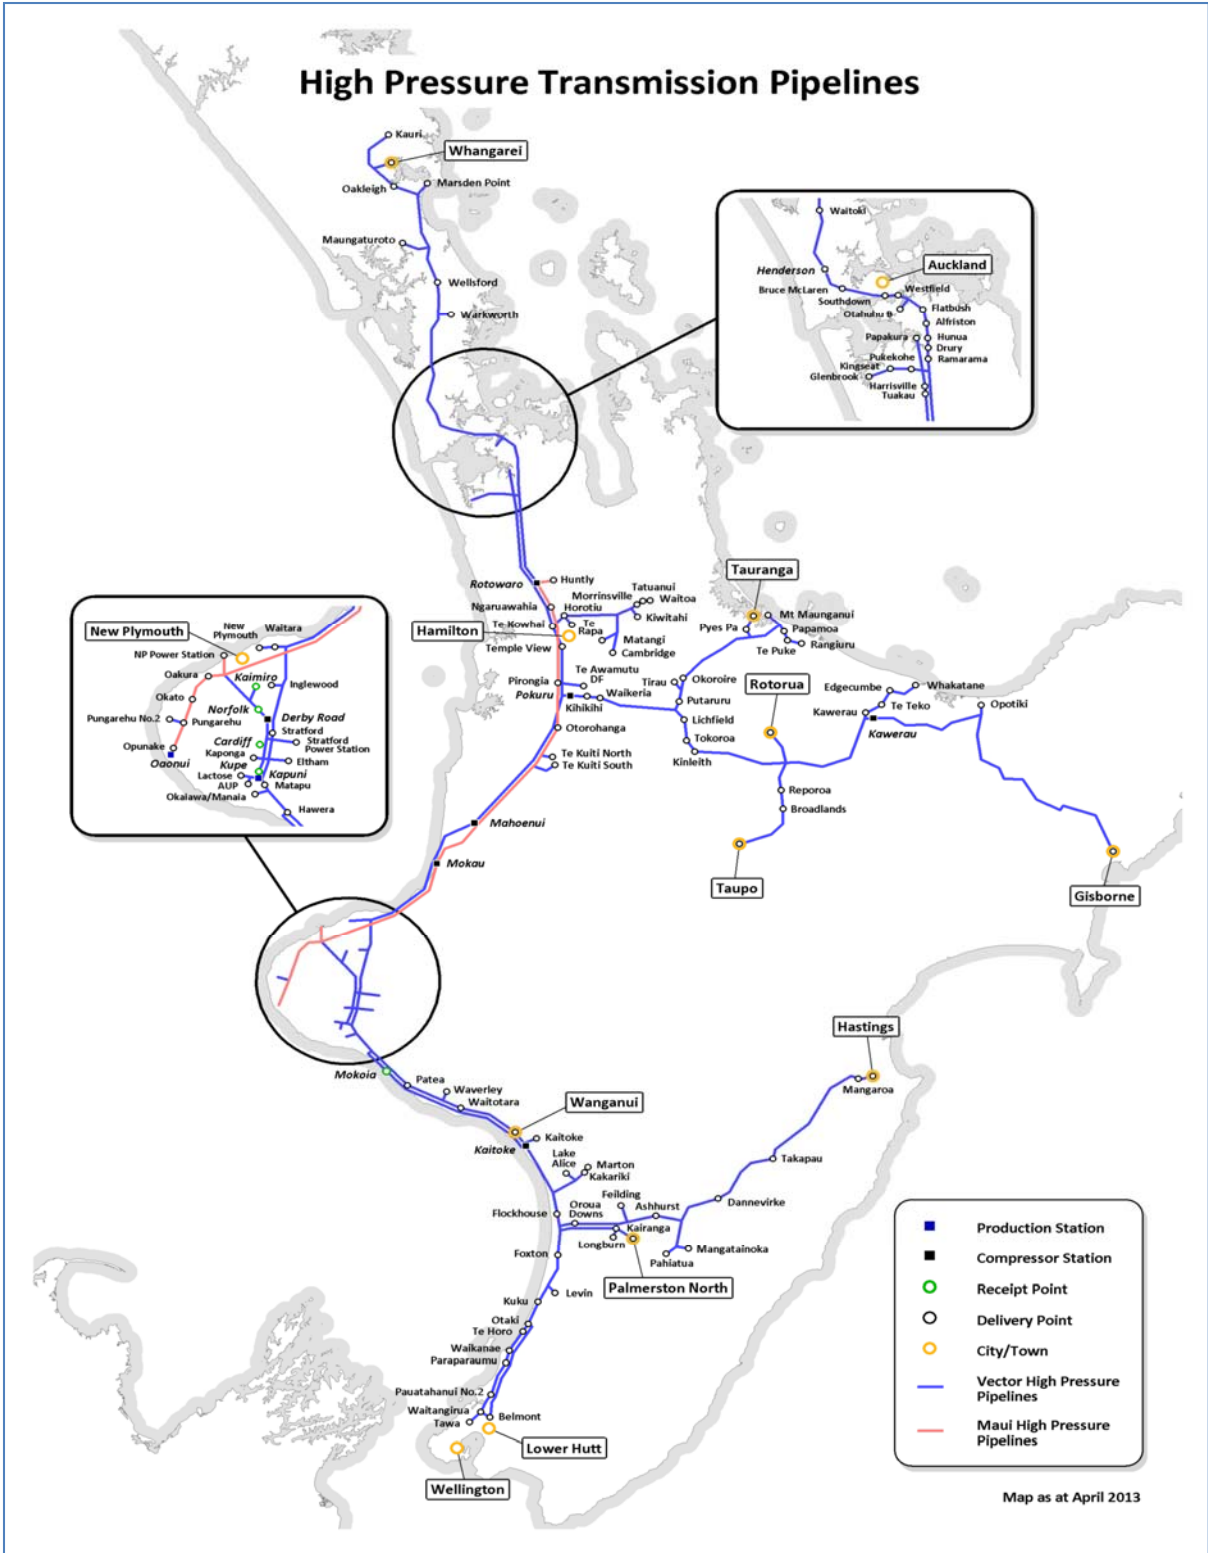 High Pressure Transmission Pipelines
Kauri
Whangarei
Oakleigh
Marsden Point
Maungaturoto
Wellsford
Warkworth
Waitoki
Henderson
Auckland
Bruce McLaren
Westfield
Southdown
Otahuhu B
Flatbush
Alfriston
Papakura
Hunua
Drury
Pukekohe
Ramarama
Kingseat
Glenbrook
Harrisville
Tuakau
Rotowaro
Huntly
Tatuanui
Morrinsville
Waitoa
Ngaruawahia
Horotiu
Kiwitahi
Te Kowhai
Te
Rapa
Hamilton
Matangi
Temple View
Cambridge
Tauranga
Mt Maunganui
Pyes Pa
Papamoa
Te Puke
Rangiuru
Te Awamutu
DF
Pirongia
Pokuru
Waikeria
Kihikihi
Tirau
Okoroire
Putaruru
Rotorua
Lichfield
Tokoroa
Kinleith
Edgecumbe
Whakatane
Te Teko
Kawerau
Kawerau
Opotiki
Otorohanga
Te Kuiti North
Te Kuiti South
Reporoa
Broadlands
Taupo
Gisborne
Mahoenui
Mokau
New Plymouth
New
Plymouth
Waitara
NP Power Station
Oakura
Kaimiro
Inglewood
Okato
Norfolk
Pungarehu No.2
Pungarehu
Derby Road
Stratford
Cardiff
Stratford
Power Station
Opunake
Kaponga
Oaonui
Kupe
Eltham
Lactose
Kapuni
AUP
Matapu
Okaiawa/Manaia
Hawera
Mokoia
Patea
Waverley
Waitotara
Wanganui
Kaitoke
Kaitoke
Lake
Alice
Marton
Kakariki
Hastings
Mangaroa
Takapau
Dannevirke
Feilding
Oroua
Downs
Ashhurst
Flockhouse
Kairanga
Longburn
Mangatainoka
Pahiatua
Foxton
Palmerston North
Levin
Kuku
Otaki
Te Horo
Waikanae
Paraparaumu
Pauatahanui No.2
Waitangirua
Belmont
Tawa
Lower Hutt
Wellington
Production Station
Compressor Station
Receipt Point
Delivery Point
City/Town
Vector High Pressure
Pipelines
Maui High Pressure
Pipelines
Map as at April 2013